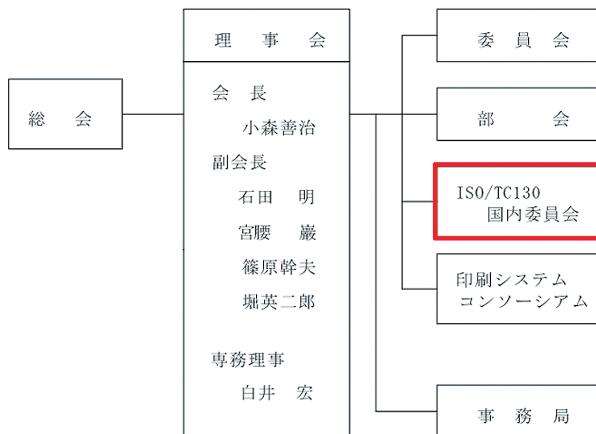 総会
理事会
会長
小森善治
副会長
石田 明
宮腰 巌
篠原幹夫
堀英二郎
専務理事
白井 宏
委員会
部会
ISO/TC130
国内委員会
印刷システム
コンソーシアム
事務局